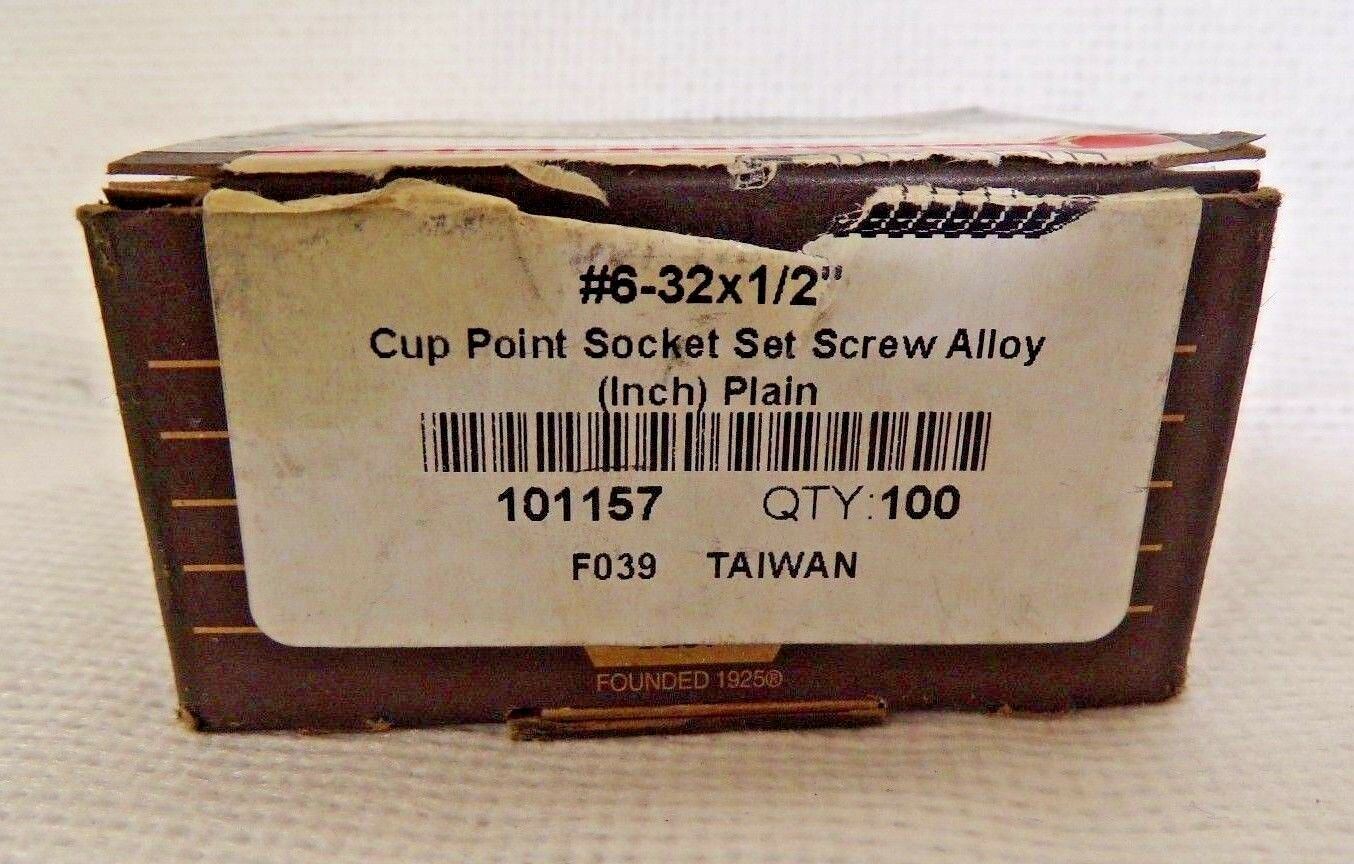 #6-32x1/2"
Cup Point Socket Set Screw Alloy
(Inch) Plain
101157 QTY:100
F039 TAIWAN
FOUNDED 1925®